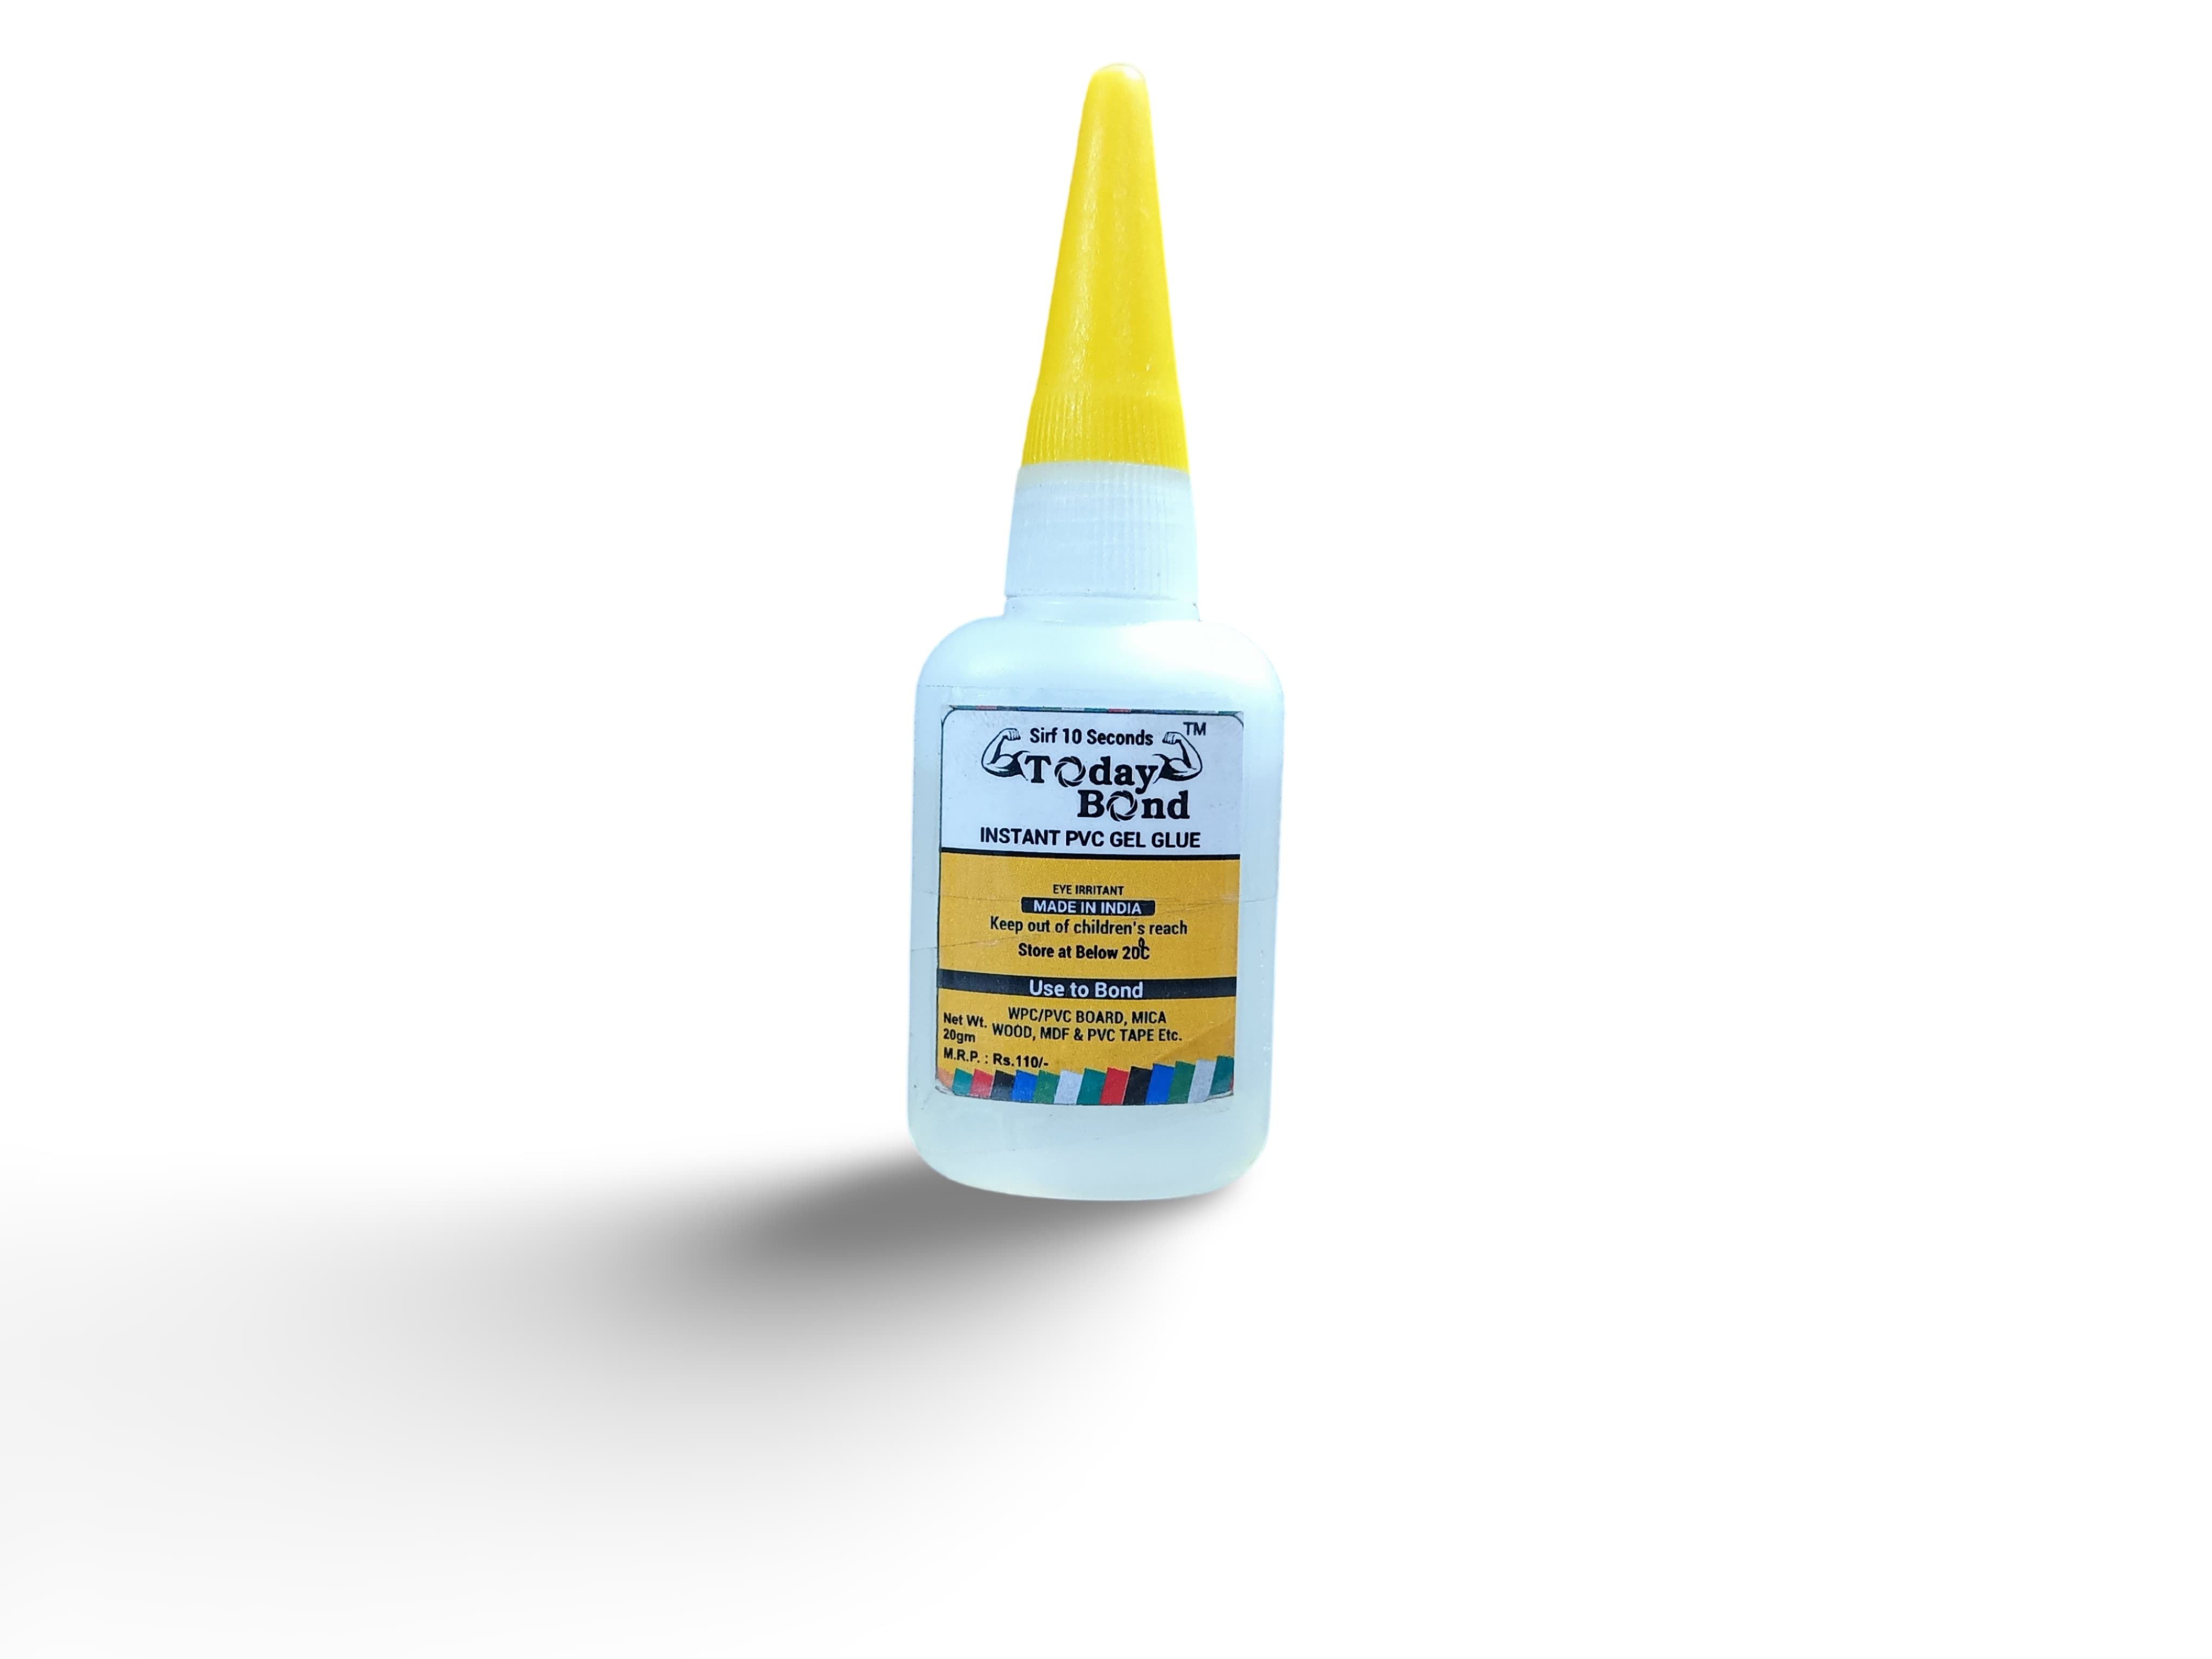 Sirf 10 Seconds TM
Today
Bond
INSTANT PVC GEL GLUE
EYE IRRITANT
MADE IN INDIA
Keep out of children's reach
Store at Below 20°C
Use to Bond
WPC/PVC BOARD, MICA
WOOD, MDF & PVC TAPE Etc.
Net Wt.
20gm
M.R.P. : Rs.110/-